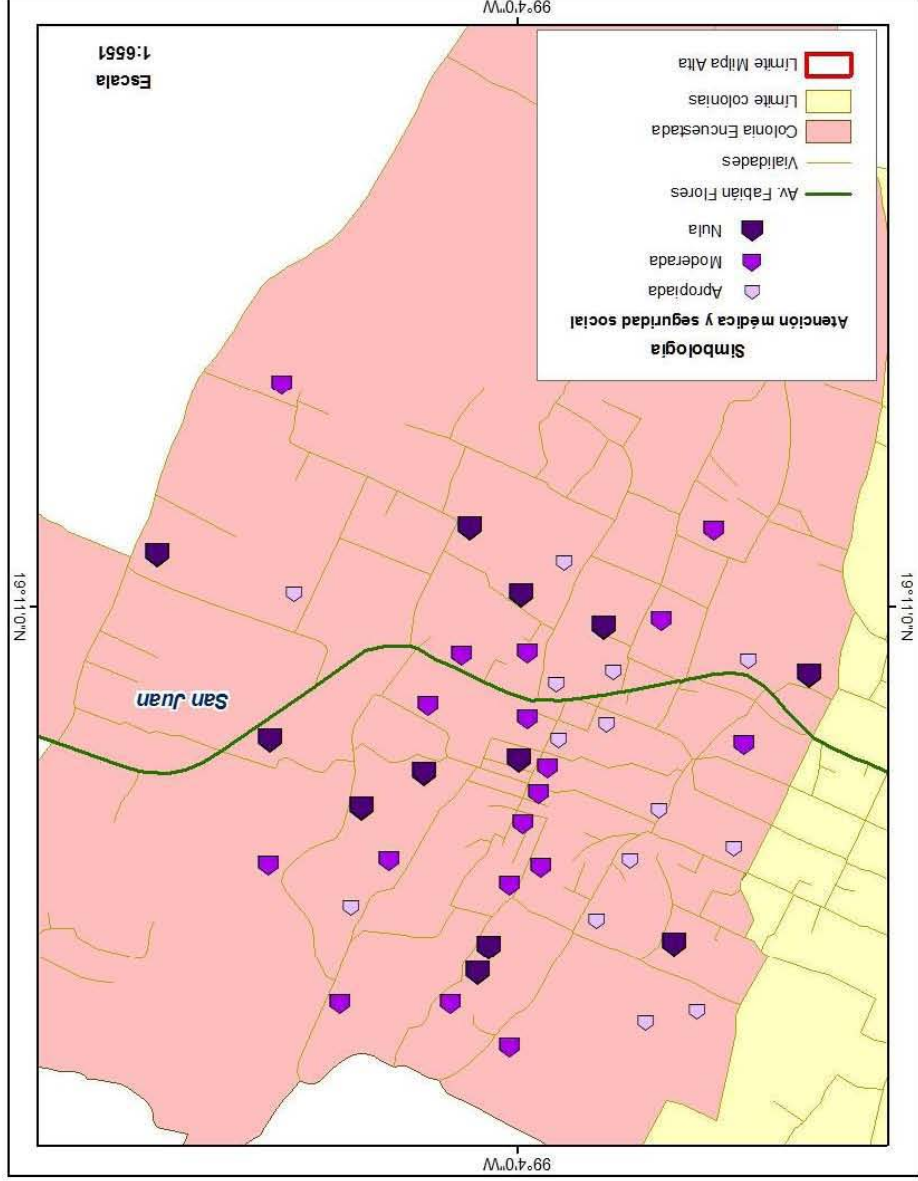 99°4'0"W
19°11'0"N
19°11'0"N
San Juan
Simbología
Atención médica y seguridad social
Apropiada
Moderada
Nula
Av. Fabián Flores
Vialidades
Colonia Encuestada
Límite colonias
Límite Milpa Alta
Escala
1:6551
99°4'0"W